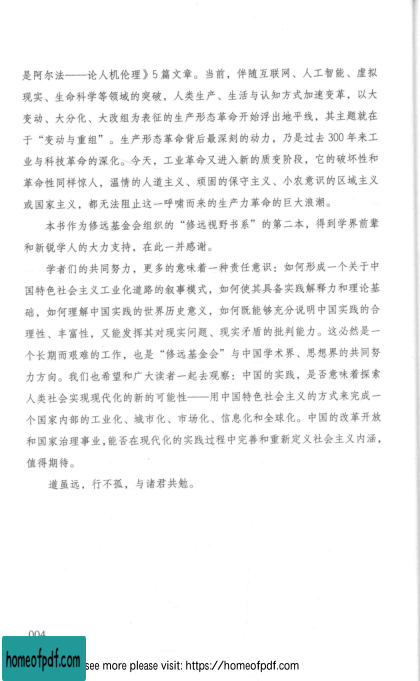 是阿尔法——论人机伦理》5 篇文章。当前，伴随互联网、人工智能、虚拟
现实、生命科学等领域的突破，人类生产、生活与认知方式加速变革，以大
变动、大分化、大改组为表征的生产形态革命开始浮出地平线，其主题就在
于“变动与重组”。生产形态革命背后最深刻的动力，乃是过去 300 年来工
业与科技革命的深化。今天，工业革命又进入新的质变阶段，它的破坏性和
革命性同样惊人，温情的人道主义、顽固的保守主义、小农意识的区域主义
或国家主义，都无法阻止这一呼啸而来的生产力革命的巨大浪潮。
本书作为修远基金会组织的“修远视野书系”的第二本，得到学界前辈
和新锐学人的大力支持，在此一并感谢。
学者们的共同努力，更多的意味着一种责任意识：如何形成一个关于中
国特色社会主义工业化道路的叙事模式，如何使其具备实践解释力和理论基
础，如何理解中国实践的世界历史意义，如何既能够充分说明中国实践的合
理性、丰富性，又能发挥其对现实问题、现实矛盾的批判能力。这必然是一
个长期而艰难的工作，也是“修远基金会”与中国学术界、思想界的共同努
力方向。我们也希望和广大读者一起去观察：中国的实践，是否意味着探索
人类社会实现现代化的新的可能性——用中国特色社会主义的方式来完成一
个国家内部的工业化、城市化、市场化、信息化和全球化。中国的改革开放
和国家治理事业，能否在现代化的实践过程中完善和重新定义社会主义内涵，
值得期待。
道虽远，行不孤，与诸君共勉。
004
homeofpdf.com
see more please visit: https://homeofpdf.com